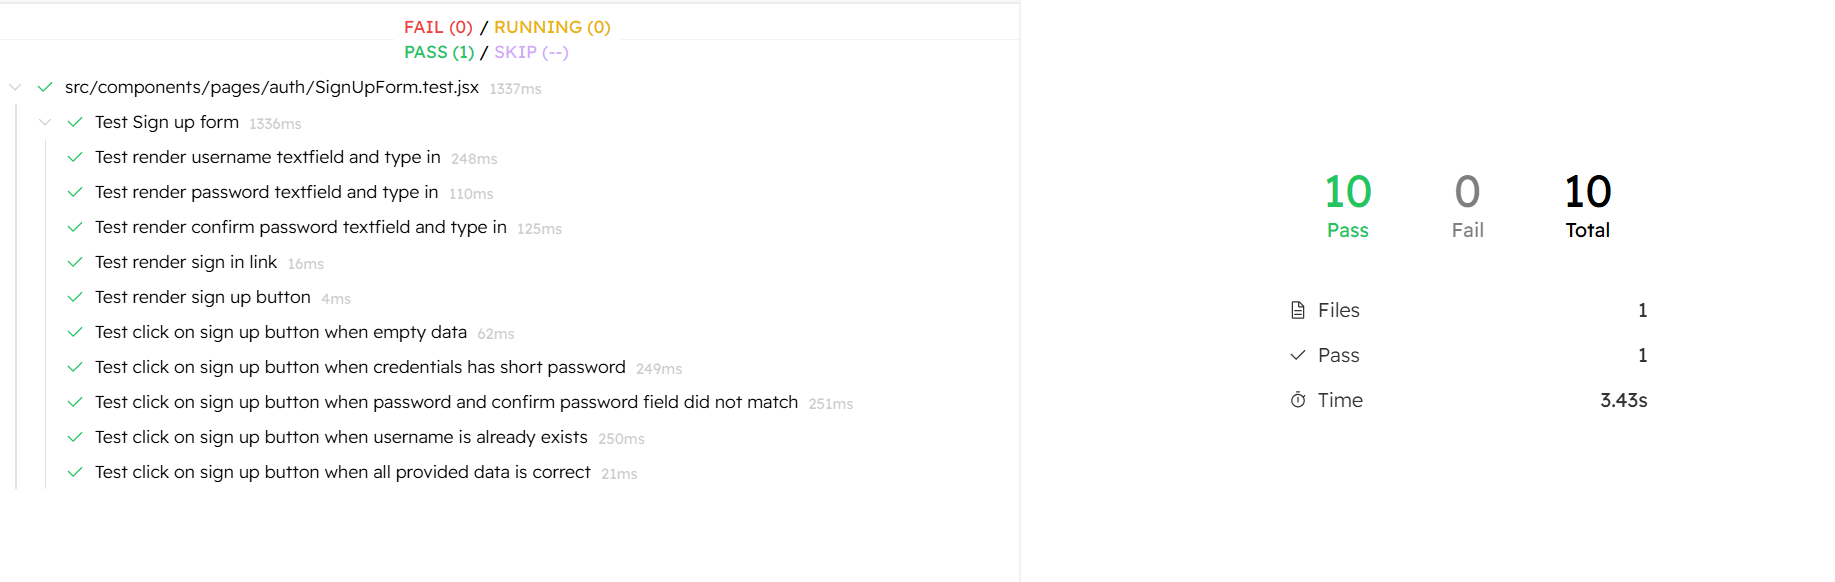 FAIL (0) / RUNNING (0)
PASS (1) / SKIP (--)
src/components/pages/auth/SignUpForm.test.jsx 1337ms
Test Sign up form 1336ms
Test render username textfield and type in 248ms
Test render password textfield and type in 110ms
Test render confirm password textfield and type in 125ms
Test render sign in link 16ms
Test render sign up button 4ms
Test click on sign up button when empty data 62ms
Test click on sign up button when credentials has short password 249ms
Test click on sign up button when password and confirm password field did not match 251ms
Test click on sign up button when username is already exists 250ms
Test click on sign up button when all provided data is correct 21ms
10 0 10
Pass Fail Total
Files 1
Pass 1
Time 3.43s